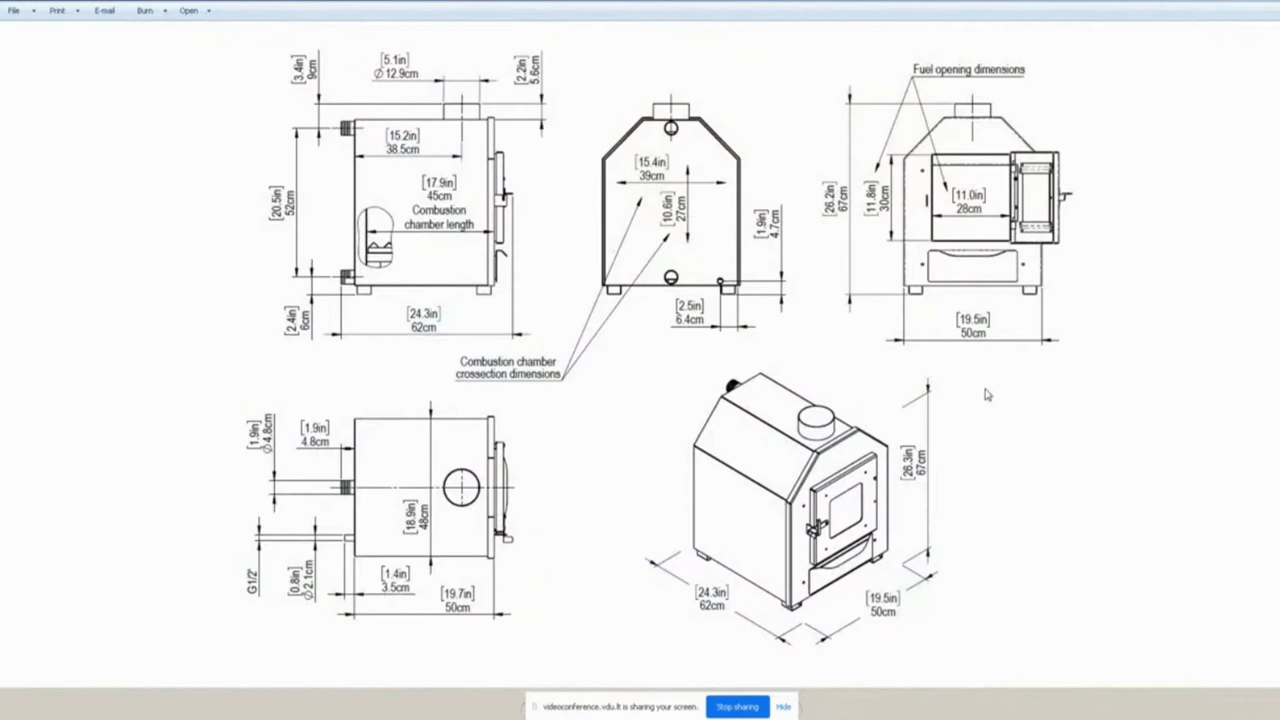 File Print E-mail Burn Open
[3.4in]
9cm
[5.1in]
∅12.9cm
[2.2in]
5.6cm
[15.2in]
38.5cm
[17.9in]
45cm
Combustion
chamber length
[20.5in]
52cm
[2.4in]
6cm
[24.3in]
62cm
[15.4in]
39cm
[10.6in]
27cm
[1.9in]
4.7cm
[2.5in]
6.4cm
Combustion chamber
crossection dimensions
Fuel opening dimensions
[26.2in]
67cm
[11.8in]
30cm
[11.0in]
28cm
[19.5in]
50cm
[1.9in]
∅4.8cm
[1.9in]
4.8cm
[18.9in]
48cm
G1/2"
[0.8in]
∅2.1cm
[1.4in]
3.5cm
[19.7in]
50cm
[26.3in]
67cm
[24.3in]
62cm
[19.5in]
50cm
videoconference.vdu.lt is sharing your screen. Stop sharing Hide